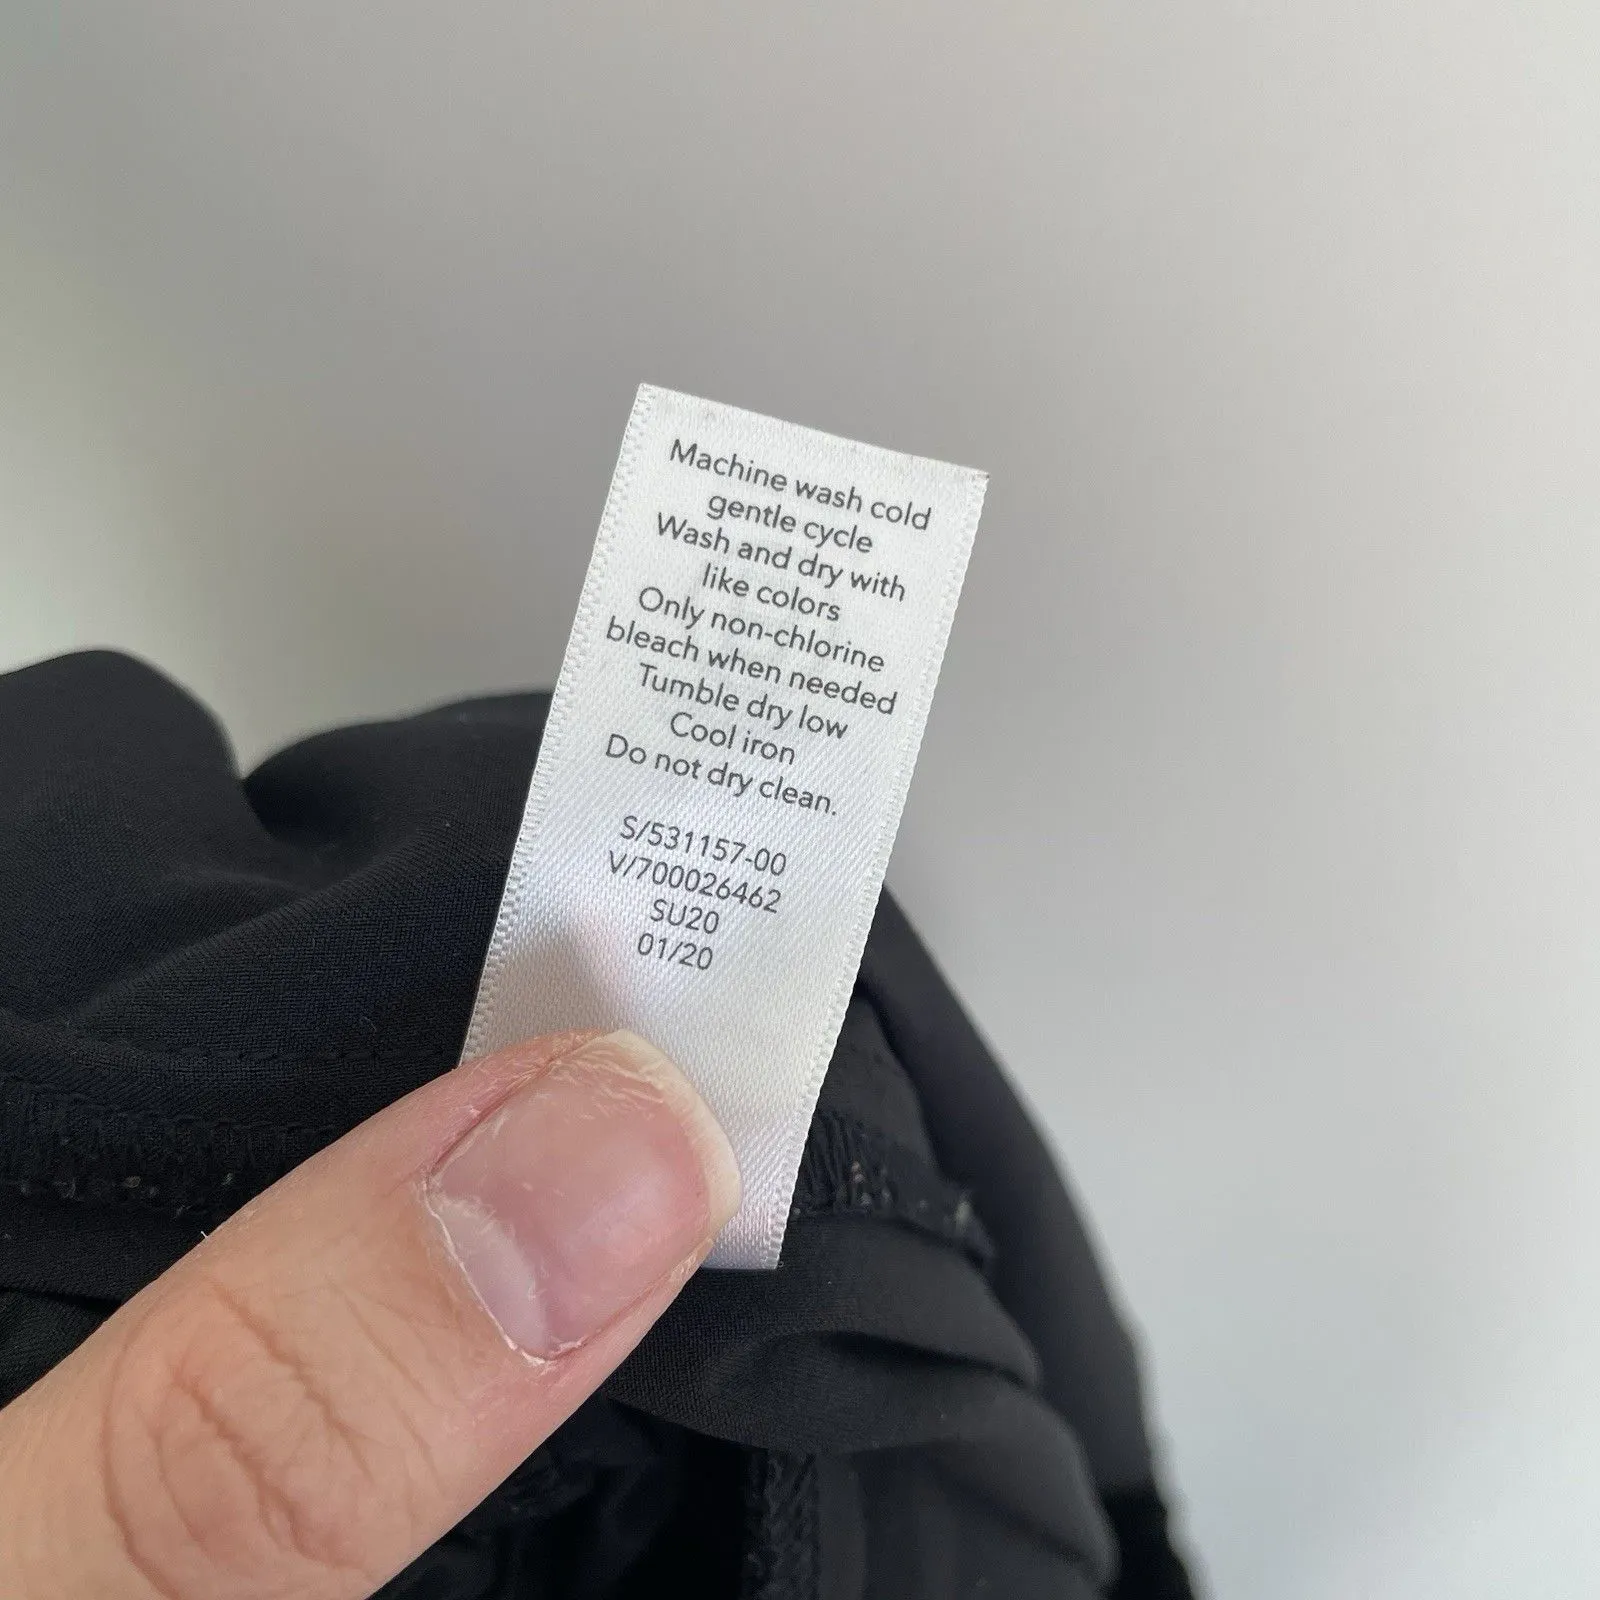 Machine wash cold
gentle cycle
Wash and dry with
like colors
Only non-chlorine
bleach when needed
Tumble dry low
Cool iron
Do not dry clean.
S/531157-00
V/700026462
SU20
01/20